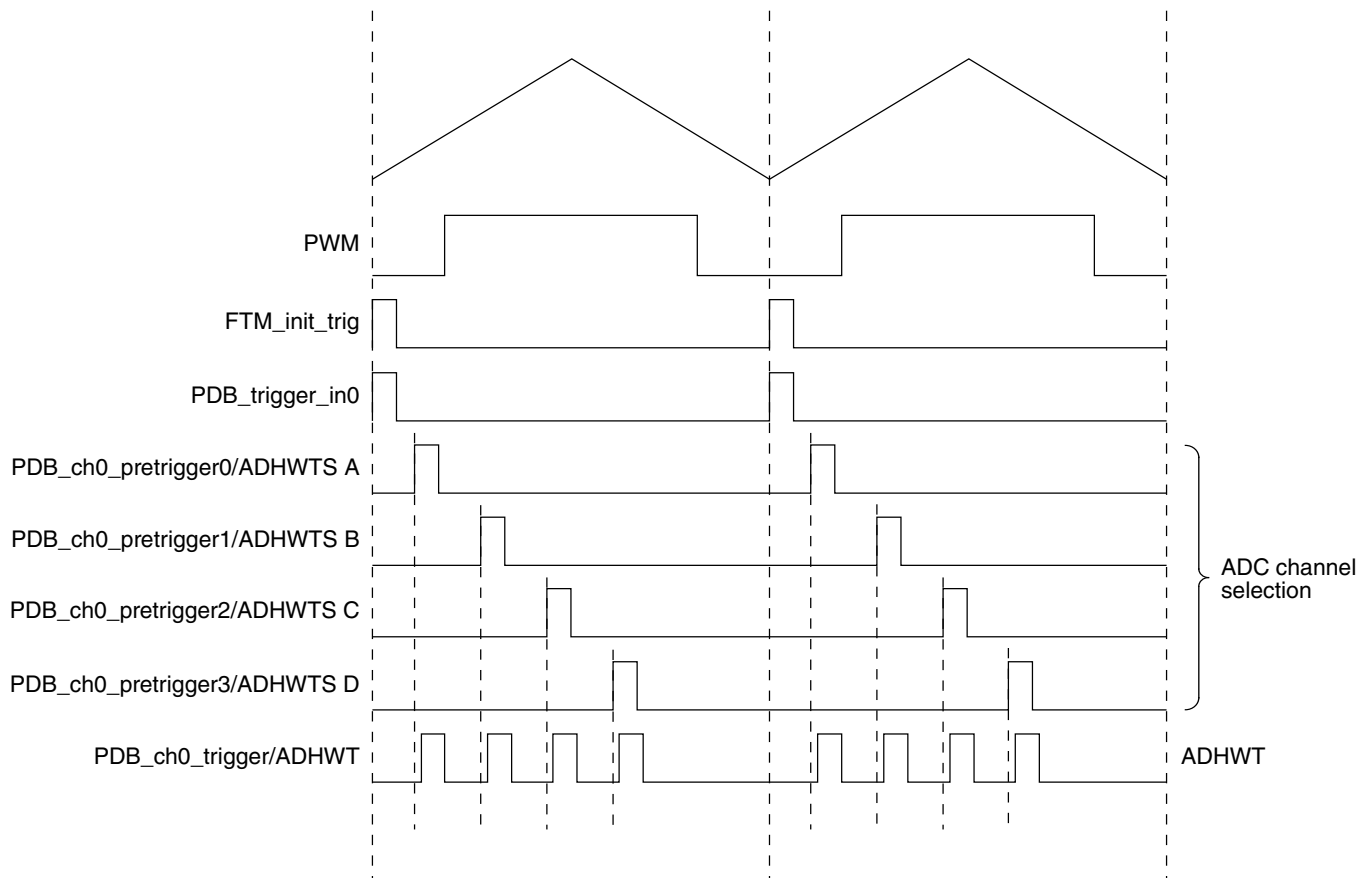 PWM
FTM_init_trig
PDB_trigger_in0
PDB_ch0_pretrigger0/ADHWTS A
PDB_ch0_pretrigger1/ADHWTS B
PDB_ch0_pretrigger2/ADHWTS C
PDB_ch0_pretrigger3/ADHWTS D
ADC channel
selection
PDB_ch0_trigger/ADHWT
ADHWT